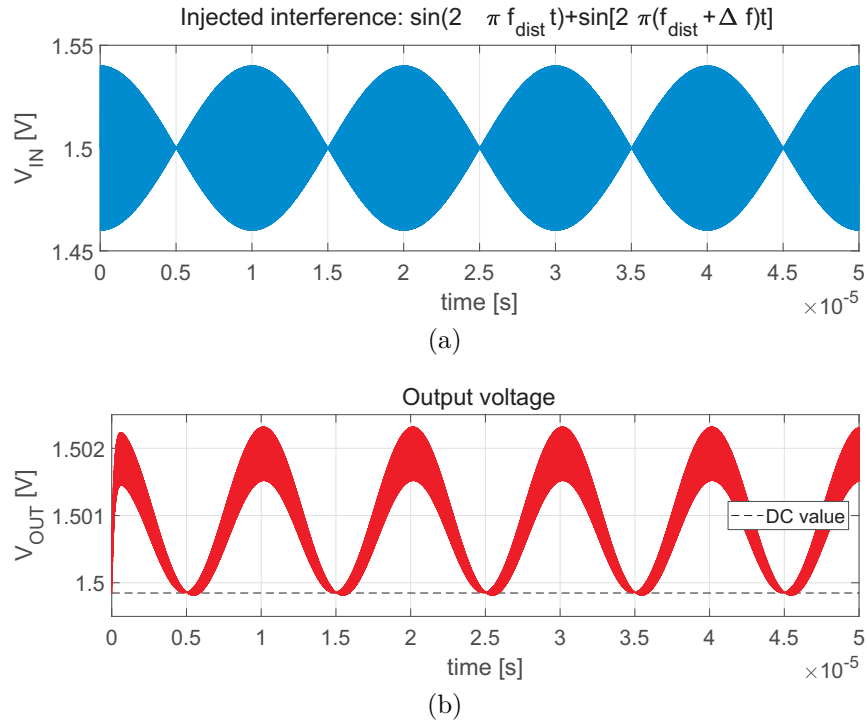 Injected interference: sin(2 π f_dist t)+sin[2 π(f_dist +Δ f)t]
1.55
1.5
1.45
V_IN [V]
0 0.5 1 1.5 2 2.5 3 3.5 4 4.5 5
time [s]
×10^-5
(a)
Output voltage
1.502
1.501
1.5
V_OUT [V]
DC value
0 0.5 1 1.5 2 2.5 3 3.5 4 4.5 5
time [s]
×10^-5
(b)